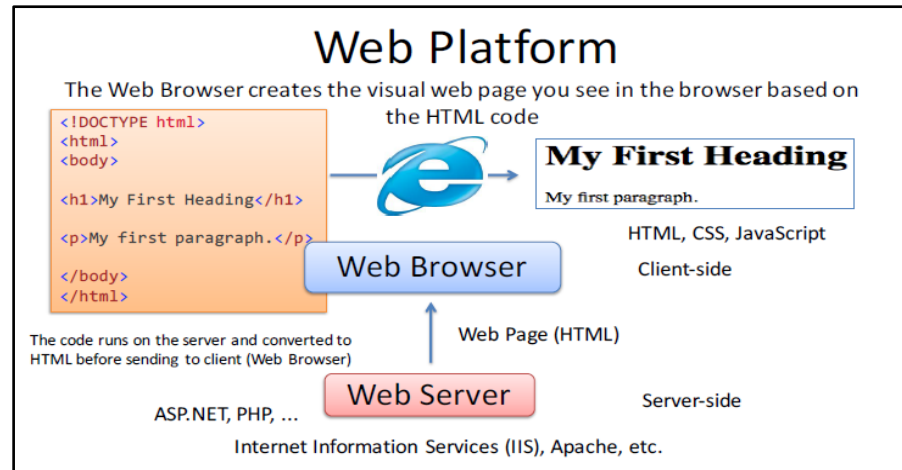 Web Platform
The Web Browser creates the visual web page you see in the browser based on
the HTML code
<!DOCTYPE html>
<html>
<body>
<h1>My First Heading</h1>
<p>My first paragraph.</p>
</body>
</html>
My First Heading
My first paragraph.
HTML, CSS, JavaScript
Web Browser
Client-side
The code runs on the server and converted to
HTML before sending to client (Web Browser)
Web Page (HTML)
Web Server
Server-side
ASP.NET, PHP, ...
Internet Information Services (IIS), Apache, etc.